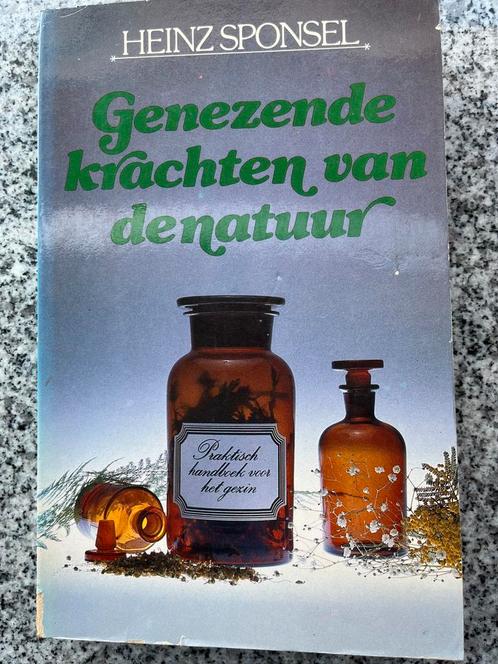 HEINZ SPONSEL
Genezende
krachten van
de natuur
Praktisch
handboek voor
het gezin